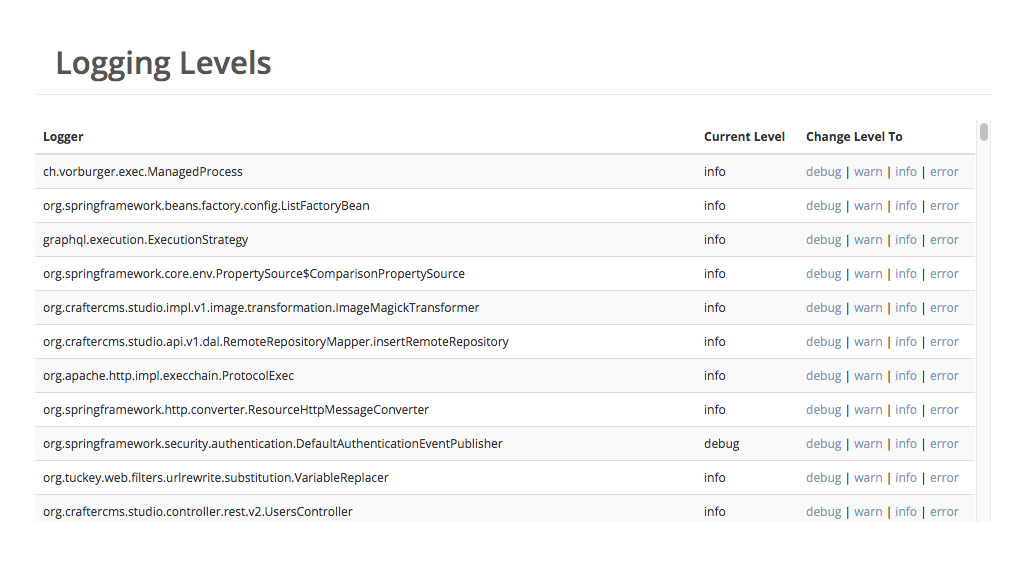 Logging Levels
Logger Current Level Change Level To
ch.vorburger.exec.ManagedProcess info debug | warn | info | error
org.springframework.beans.factory.config.ListFactoryBean info debug | warn | info | error
graphql.execution.ExecutionStrategy info debug | warn | info | error
org.springframework.core.env.PropertySource$ComparisonPropertySource info debug | warn | info | error
org.craftercms.studio.impl.v1.image.transformation.ImageMagickTransformer info debug | warn | info | error
org.craftercms.studio.api.v1.dal.RemoteRepositoryMapper.insertRemoteRepository info debug | warn | info | error
org.apache.http.impl.execchain.ProtocolExec info debug | warn | info | error
org.springframework.http.converter.ResourceHttpMessageConverter info debug | warn | info | error
org.springframework.security.authentication.DefaultAuthenticationEventPublisher debug debug | warn | info | error
org.tuckey.web.filters.urlrewrite.substitution.VariableReplacer info debug | warn | info | error
org.craftercms.studio.controller.rest.v2.UsersController info debug | warn | info | error